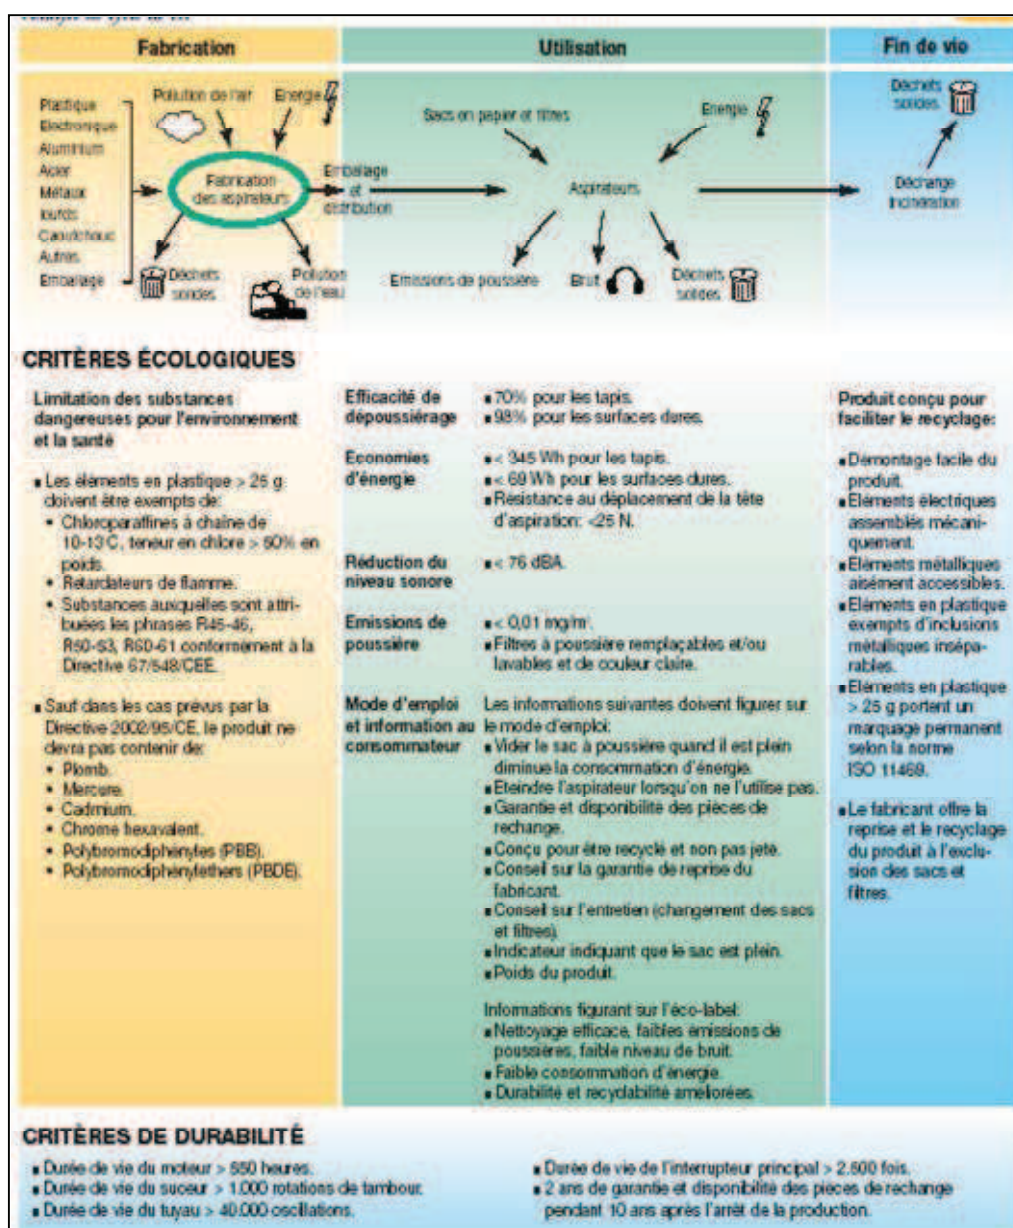 Fabrication
Utilisation
Fin de vie
Plastique
Electronique
Aluminium
Acier
Métaux
lourds
Caoutchouc
Autres
Emballage
Pollution de l'air
Energie
Fabrication
des aspirateurs
Déchets
solides
Pollution
de l'eau
Embalage
et
distribution
Sacs en papier et filtres
Energie
Aspirateurs
Emissions de poussière
Bruit
Déchets
solides
Déchets
solides
Décharge
Incinération
CRITÈRES ÉCOLOGIQUES
Limitation des substances
dangereuses pour l'environnement
et la santé
▪ Les éléments en plastique > 25 g
doivent être exempts de:
• Chloroparaffines à chaîne de
10-13 C, teneur en chlore > 50% en
poids.
• Retardateurs de flamme.
• Substances auxquelles sont attri-
buées les phrases R45-46,
R50-53, R60-61 conformément à la
Directive 67/548/CEE.
▪ Sauf dans les cas prévus par la
Directive 2002/95/CE, le produit ne
devra pas contenir de:
• Plomb.
• Mercure.
• Cadmium.
• Chrome hexavalent.
• Polybromodiphényles (PBB).
• Polybromodiphényléthers (PBDE).
Efficacité de
dépoussiérage
▪ 70% pour les tapis.
▪ 98% pour les surfaces dures.
Economies
d'énergie
▪ < 345 Wh pour les tapis.
▪ < 69 Wh pour les surfaces dures.
▪ Résistance au déplacement de la tête
d'aspiration: <25 N.
Réduction du
niveau sonore
▪ < 76 dBA.
Emissions de
poussière
▪ < 0,01 mg/m³.
▪ Filtres à poussière remplaçables et/ou
lavables et de couleur claire.
Mode d'emploi
et information au
consommateur
Les informations suivantes doivent figurer sur
le mode d'emploi:
▪ Vider le sac à poussière quand il est plein
diminue la consommation d'énergie.
▪ Eteindre l'aspirateur lorsqu'on ne l'utilise pas.
▪ Garantie et disponibilité des pièces de
rechange.
▪ Conçu pour être recyclé et non pas jeté.
▪ Conseil sur la garantie de reprise du
fabricant.
▪ Conseil sur l'entretien (changement des sacs
et filtres).
▪ Indicateur indiquant que le sac est plein.
▪ Poids du produit.
Informations figurant sur l'éco-label:
▪ Nettoyage efficace, faibles émissions de
poussières, faible niveau de bruit.
▪ Faible consommation d'énergie.
▪ Durabilité et recyclabilité améliorées.
Produit conçu pour
faciliter le recyclage:
▪ Démontage facile du
produit.
▪ Eléments électriques
assemblés mécani-
quement.
▪ Eléments métalliques
aisément accessibles.
▪ Eléments en plastique
exempts d'inclusions
métalliques insépa-
rables.
▪ Eléments en plastique
> 25 g portent un
marquage permanent
selon la norme
ISO 11469.
▪ Le fabricant offre la
reprise et le recyclage
du produit à l'exclu-
sion des sacs et
filtres.
CRITÈRES DE DURABILITÉ
▪ Durée de vie du moteur > 550 heures.
▪ Durée de vie du suceur > 1.000 rotations de tambour.
▪ Durée de vie du tuyau > 40.000 oscillations.
▪ Durée de vie de l'interrupteur principal > 2.500 fois.
▪ 2 ans de garantie et disponibilité des pièces de rechange
pendant 10 ans après l'arrêt de la production.